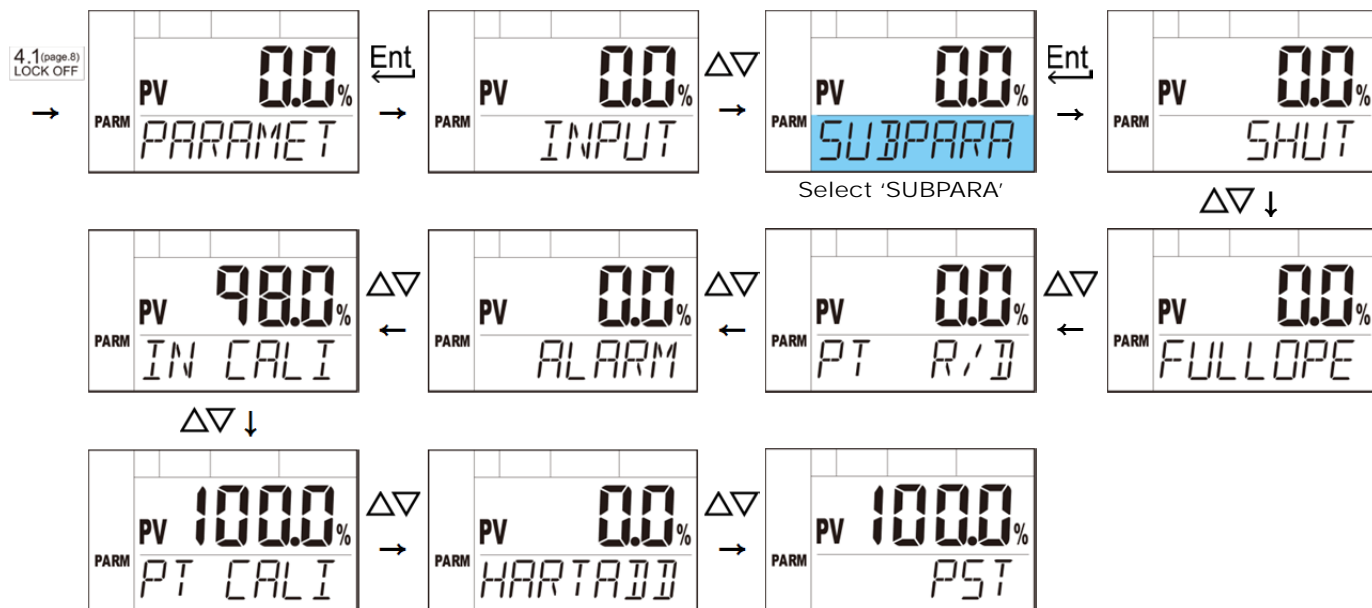 4.1(page.8)
LOCK OFF
→
PV 0.0%
PARM PARAMET
Ent
→
PV 0.0%
PARM INPUT
△▽
→
PV 0.0%
PARM SUBPARA
Select ‘SUBPARA’
Ent
→
PV 0.0%
PARM SHUT
△▽ ↓
PV 98.0%
PARM IN CALI
△▽
←
PV 0.0%
PARM ALARM
△▽
←
PV 0.0%
PARM PT R/D
△▽
←
PV 0.0%
PARM FULLOPE
△▽ ↓
PV 100.0%
PARM PT CALI
△▽
→
PV 0.0%
PARM HARTADD
△▽
→
PV 100.0%
PARM PST